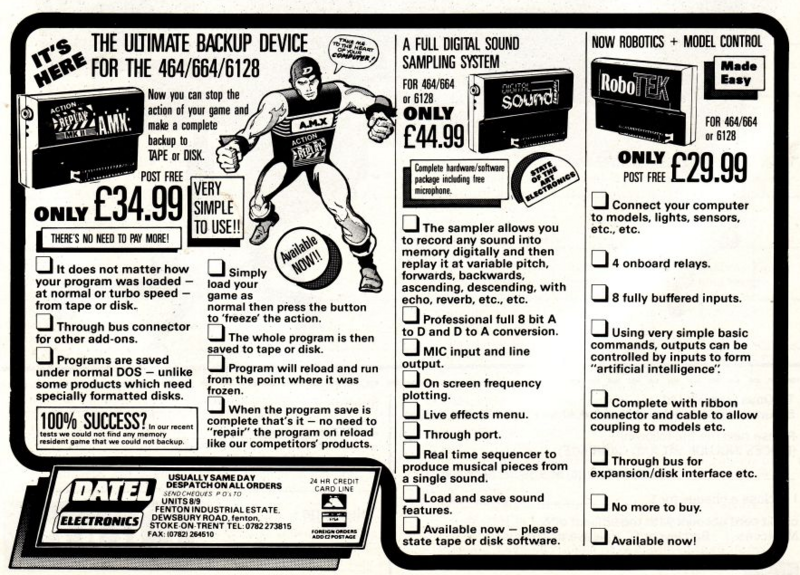 IT'S
HERE
THE ULTIMATE BACKUP DEVICE
FOR THE 464/664/6128
TAKE ME
TO THE HEART
OF YOUR
COMPUTER!
ACTION
REPLAY
MK II
A.M.X.
Now you can stop the
action of your game and
make a complete
backup to
TAPE or DISK.
A.M.X
ACTION
REPLAY
POST FREE
ONLY £34.99
THERE'S NO NEED TO PAY MORE!
VERY
SIMPLE
TO USE!!
Available
NOW!!
It does not matter how
your program was loaded –
at normal or turbo speed –
from tape or disk.
Through bus connector
for other add-ons.
Programs are saved
under normal DOS – unlike
some products which need
specially formatted disks.
100% SUCCESS? In our recent
tests we could not find any memory
resident game that we could not backup.
Simply
load your
game as
normal then press the button
to 'freeze' the action.
The whole program is then
saved to tape or disk.
Program will reload and run
from the point where it was
frozen.
When the program save is
complete that's it – no need to
"repair" the program on reload
like our competitors' products.
DATEL
ELECTRONICS
USUALLY SAME DAY
DESPATCH ON ALL ORDERS
SEND CHEQUES P O's TO
UNITS 8/9
FENTON INDUSTRIAL ESTATE,
DEWSBURY ROAD, fenton,
STOKE-ON-TRENT TEL: 0782 273815
FAX: (0782) 264510
24 HR CREDIT
CARD LINE
FOREIGN ORDERS
ADD £2 POSTAGE
A FULL DIGITAL SOUND
SAMPLING SYSTEM
FOR 464/664
or 6128
ONLY
£44.99
DIGITAL
sound
Complete hardware/software
package including free
microphone.
STATE
OF THE
ART
ELECTRONICS
The sampler allows you
to record any sound into
memory digitally and then
replay it at variable pitch,
forwards, backwards,
ascending, descending, with
echo, reverb, etc., etc.
Professional full 8 bit A
to D and D to A conversion.
MIC input and line
output.
On screen frequency
plotting.
Live effects menu.
Through port.
Real time sequencer to
produce musical pieces from
a single sound.
Load and save sound
features.
Available now – please
state tape or disk software.
NOW ROBOTICS + MODEL CONTROL
RoboTEK
Made
Easy
FOR 464/664
or 6128
ONLY
POST FREE £29.99
Connect your computer
to models, lights, sensors,
etc., etc.
4 onboard relays.
8 fully buffered inputs.
Using very simple basic
commands, outputs can be
controlled by inputs to form
"artificial intelligence".
Complete with ribbon
connector and cable to allow
coupling to models etc.
Through bus for
expansion/disk interface etc.
No more to buy.
Available now!